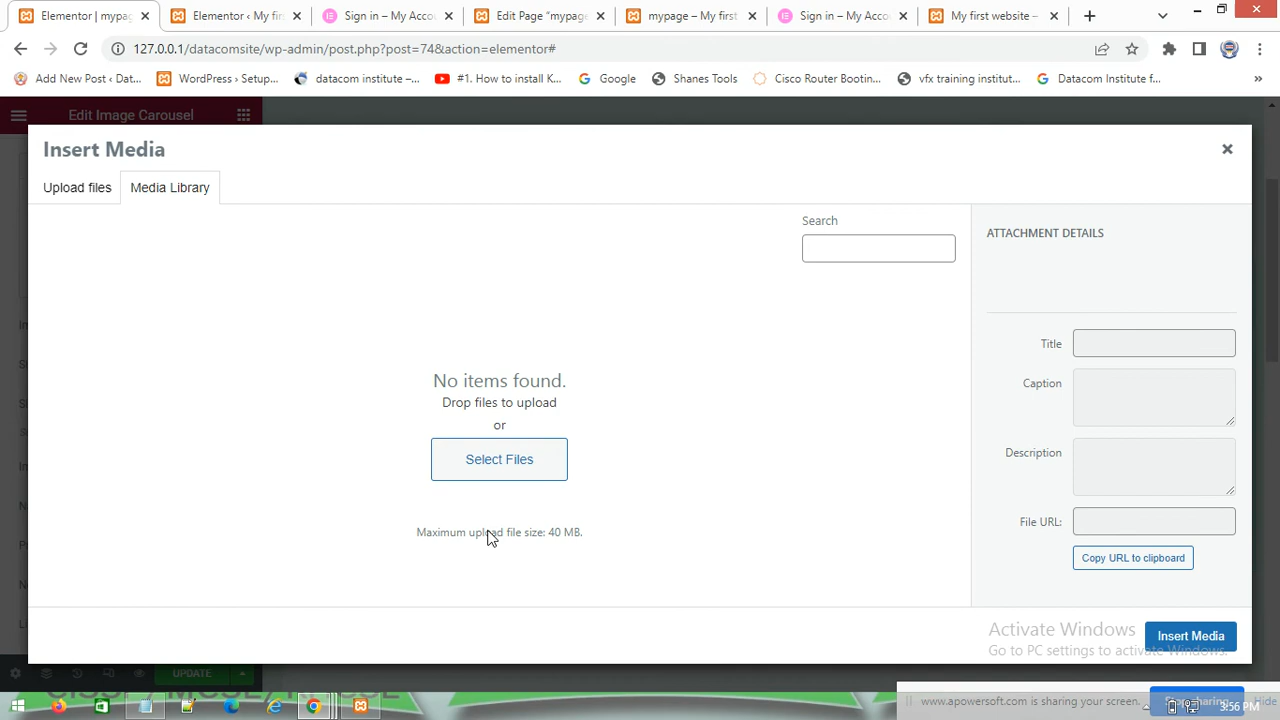 Elementor | mypag
Elementor ‹ My fir
Sign in – My Acco
Edit Page "mypage
mypage – My first
Sign in – My Acco
My first website –
127.0.0.1/datacomsite/wp-admin/post.php?post=74&action=elementor#
Add New Post ‹ Dat...
WordPress › Setup...
datacom institute –...
#1. How to install K...
Google
Shanes Tools
Cisco Router Bootin...
vfx training institut...
Datacom Institute f...
»
Edit Image Carousel
Insert Media
Upload files
Media Library
Search
ATTACHMENT DETAILS
No items found.
Drop files to upload
or
Select Files
Maximum upload file size: 40 MB.
Title
Caption
Description
File URL:
Copy URL to clipboard
Activate Windows
Go to PC settings to activate Windows.
Insert Media
UPDATE
www.apowersoft.com is sharing your screen.
Stop sharing
Hide
3:56 PM